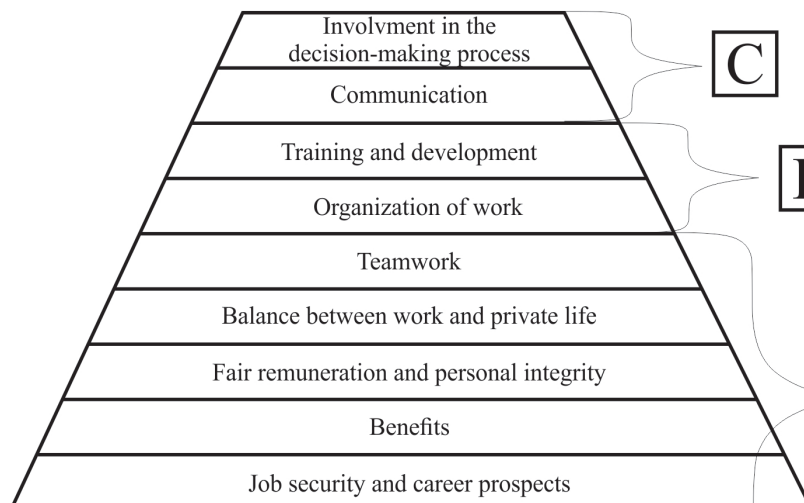 Involvment in the
decision-making process
C
Communication
Training and development
Organization of work
Teamwork
Balance between work and private life
Fair remuneration and personal integrity
Benefits
Job security and career prospects